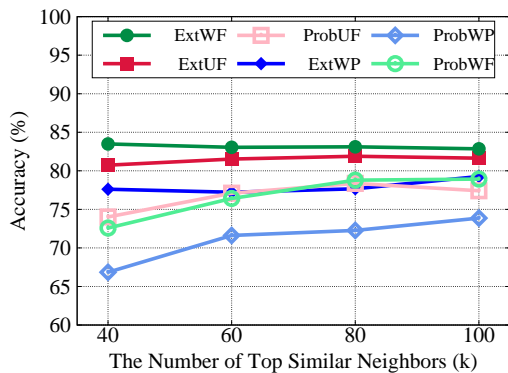 100
95
90
85
80
75
70
65
60
Accuracy (%)
ExtWF ProbUF ProbWP
ExtUF ExtWP ProbWF
40 60 80 100
The Number of Top Similar Neighbors (k)